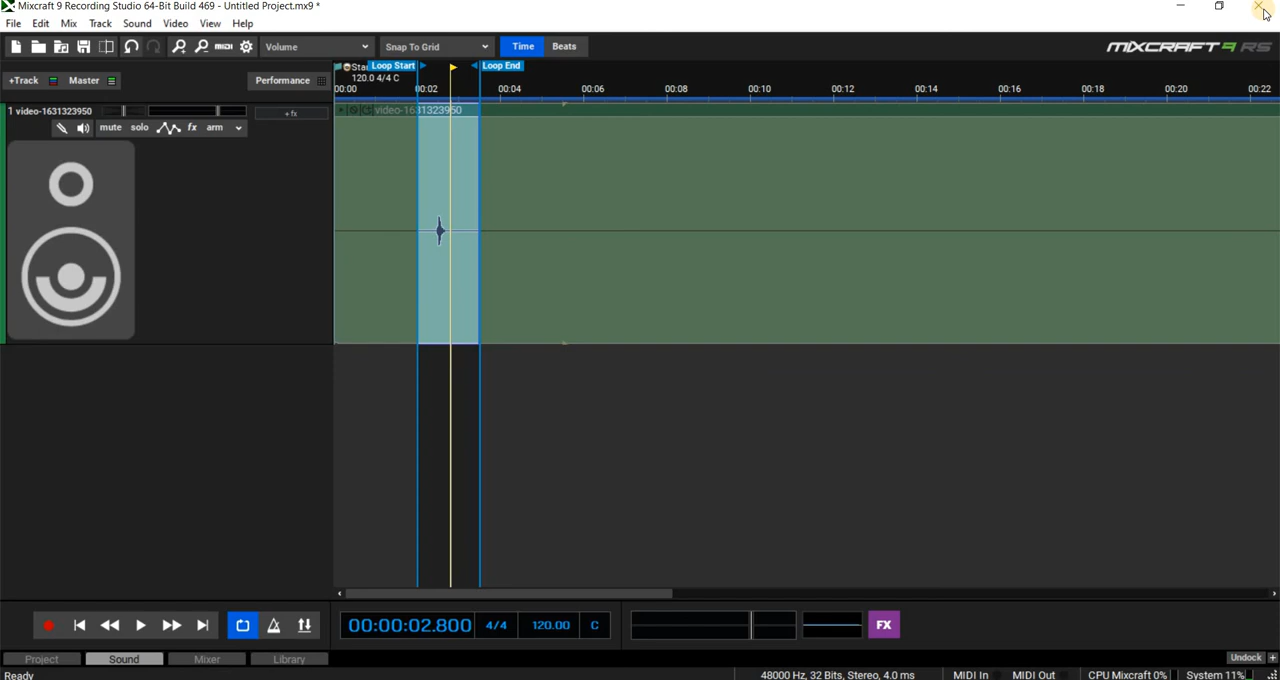 Mixcraft 9 Recording Studio 64-Bit Build 469 - Untitled Project.mx9 *
File Edit Mix Track Sound Video View Help
MIDI Volume Snap To Grid Time Beats MIXCRAFT 9 RS
Loop Start Loop End
+Track Master Performance 120.0 4/4 C
00:00 00:02 00:04 00:06 00:08 00:10 00:12 00:14 00:16 00:18 00:20 00:22
1 video-1631323950 +fx video-1631323950
mute solo fx arm
00:00:02.800 4/4 120.00 C FX
Project Sound Mixer Library Undock +
Ready 48000 Hz, 32 Bits, Stereo, 4.0 ms MIDI In MIDI Out CPU Mixcraft 0% System 11%